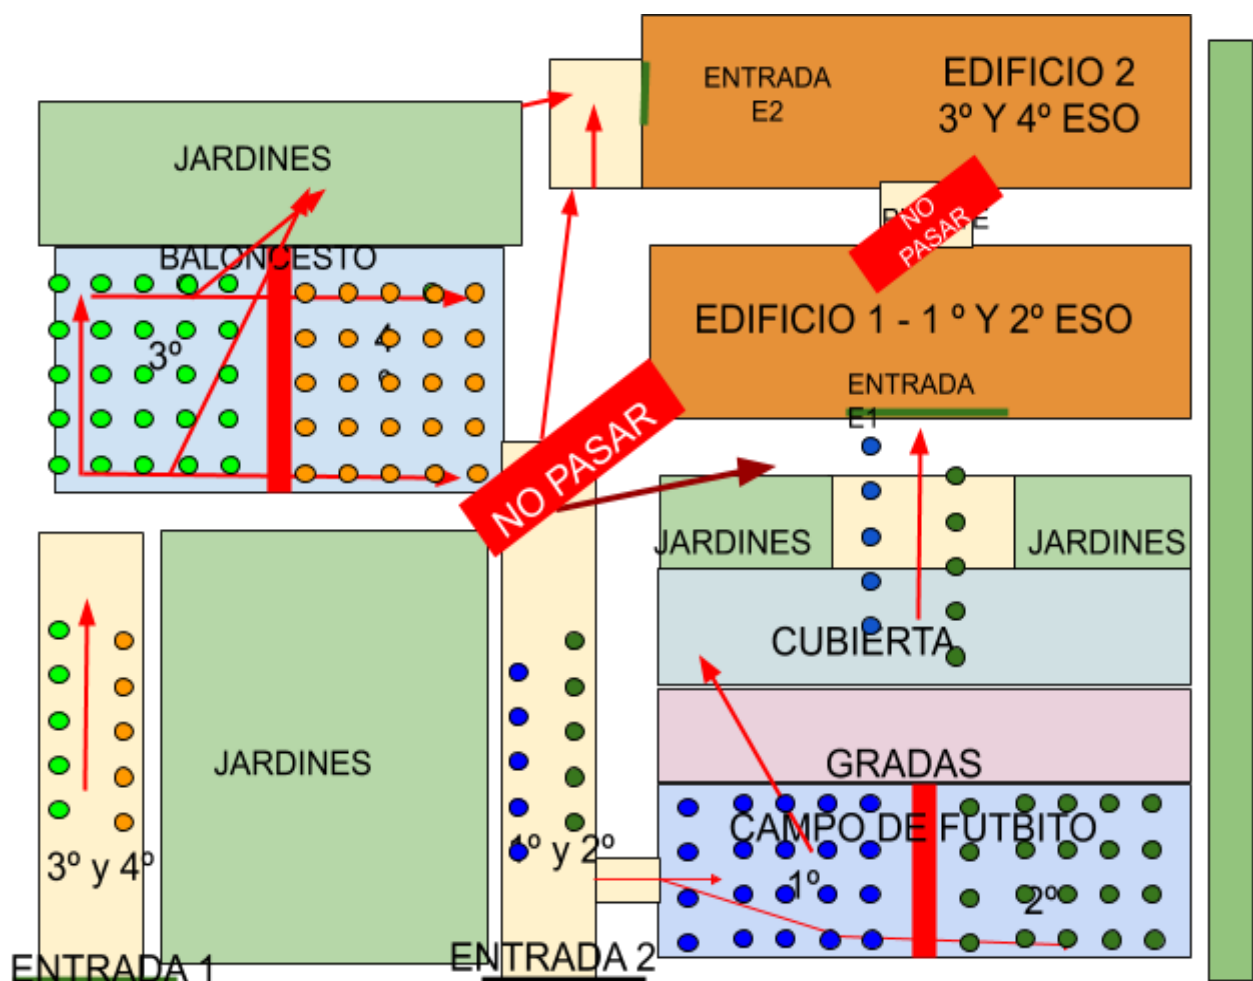 ENTRADA
E2
EDIFICIO 2
3º Y 4º ESO
JARDINES
NO
PASAR
BALONCESTO
3º
EDIFICIO 1 - 1 º Y 2º ESO
ENTRADA
E1
NO PASAR
JARDINES
JARDINES
CUBIERTA
JARDINES
GRADAS
CAMPO DE FUTBITO
3º y 4º
1º y 2º
1º
2º
ENTRADA 1
ENTRADA 2